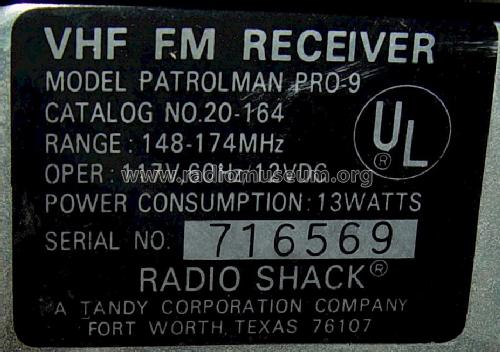 VHF FM RECEIVER
MODEL PATROLMAN PRO-9
CATALOG NO.20-164
RANGE : 148-174MHz
OPER : 117V 60Hz/12VDC
www.radiomuseum.org
POWER CONSUMPTION:13WATTS
SERIAL NO. 716569
RADIO SHACK®
A TANDY CORPORATION COMPANY
FORT WORTH, TEXAS 76107
UL®